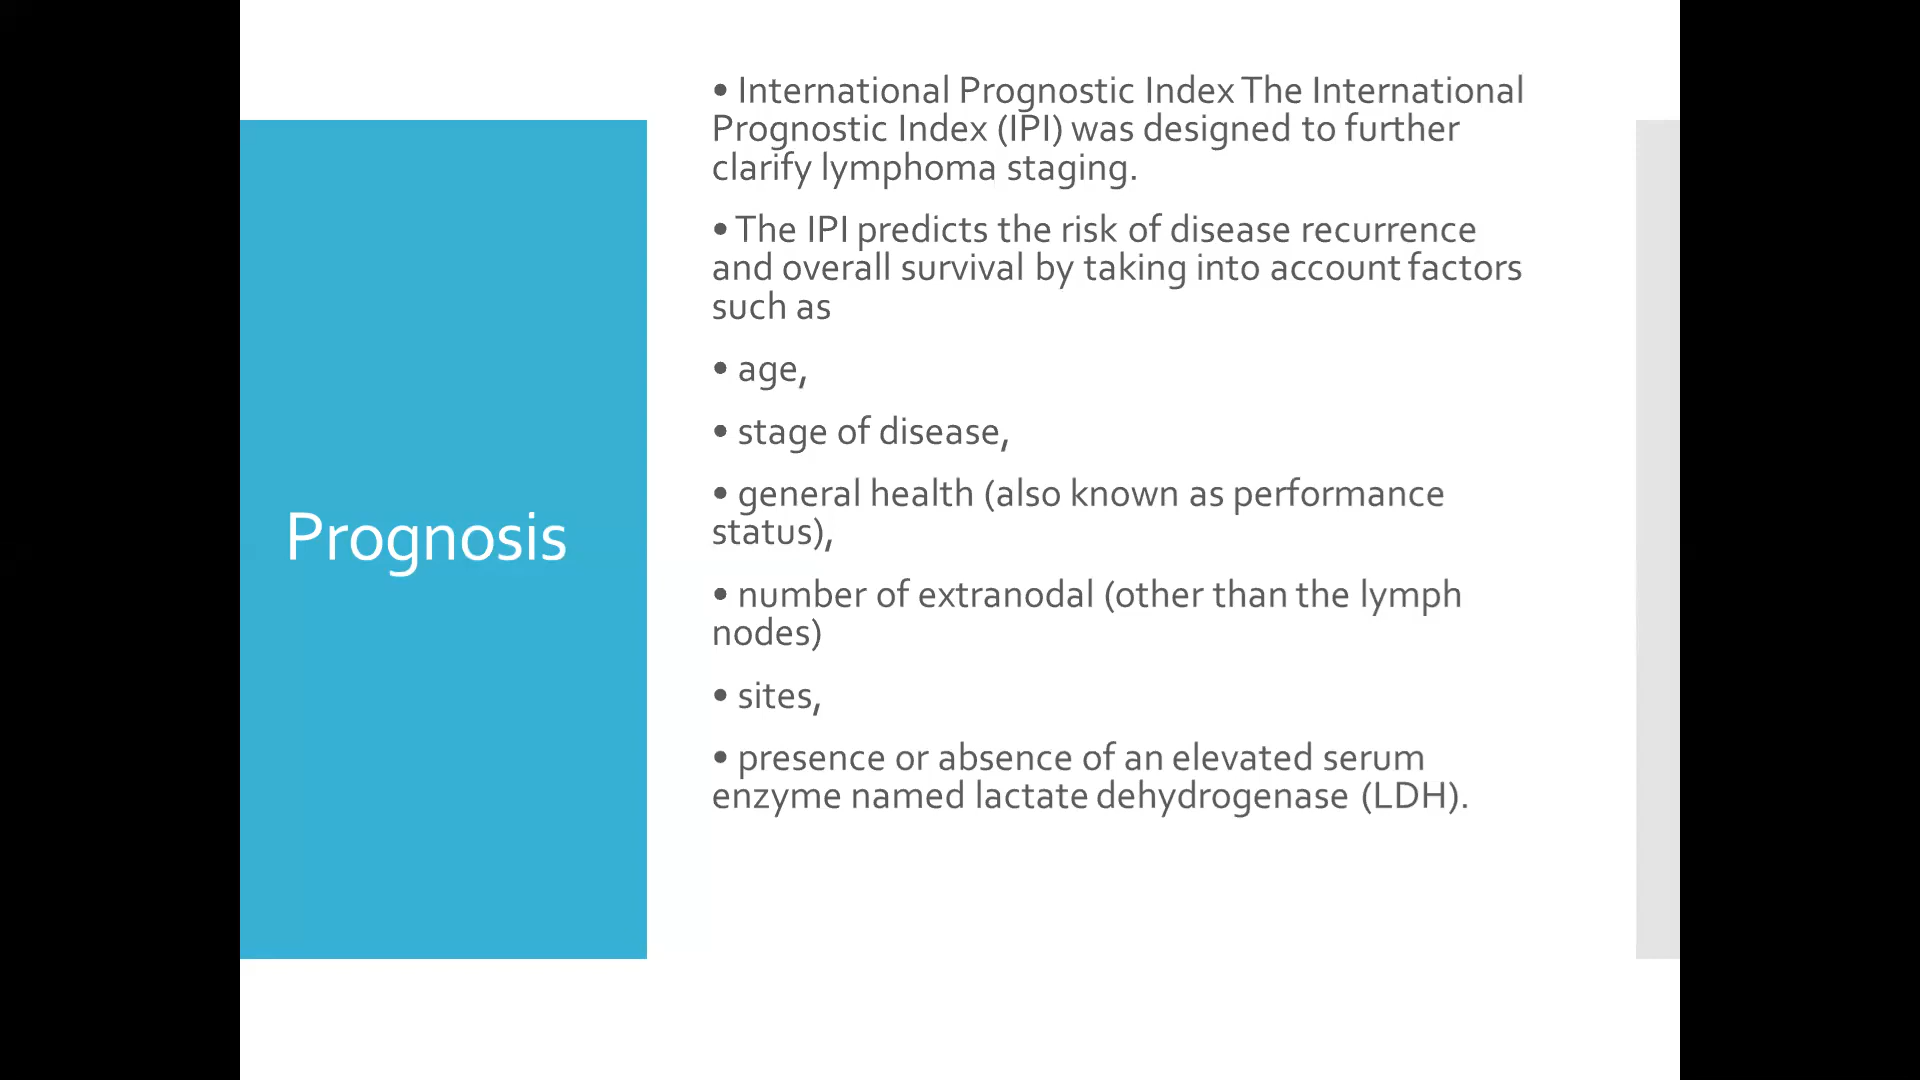 Prognosis
• International Prognostic Index The International
Prognostic Index (IPI) was designed to further
clarify lymphoma staging.
• The IPI predicts the risk of disease recurrence
and overall survival by taking into account factors
such as
• age,
• stage of disease,
• general health (also known as performance
status),
• number of extranodal (other than the lymph
nodes)
• sites,
• presence or absence of an elevated serum
enzyme named lactate dehydrogenase (LDH).